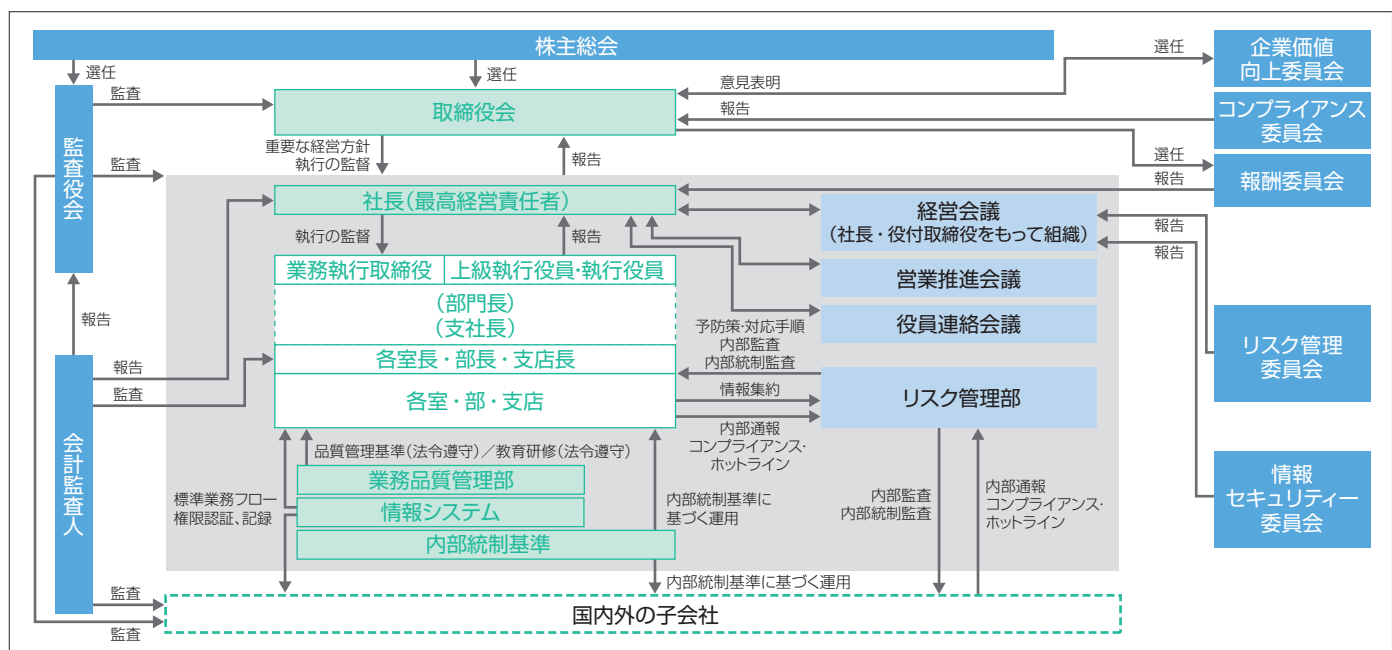 株主総会
選任
選任
選任
企業価値
向上委員会
意見表明
監査
取締役会
報告
コンプライアンス
委員会
重要な経営方針
執行の監督
報告
選任
報酬委員会
報告
監査役会
監査
社長(最高経営責任者)
経営会議
(社長・役付取締役をもって組織)
報告
報告
執行の監督
報告
業務執行取締役
上級執行役員・執行役員
営業推進会議
(部門長)
(支社長)
役員連絡会議
報告
予防策・対応手順
内部監査
内部統制監査
リスク管理
委員会
報告
監査
各室長・部長・支店長
各室・部・支店
情報集約
リスク管理部
内部通報
コンプライアンス・
ホットライン
会計監査人
品質管理基準(法令遵守)/教育研修(法令遵守)
業務品質管理部
標準業務フロー
権限認証、記録
情報システム
内部統制基準に
基づく運用
内部監査
内部統制監査
内部通報
コンプライアンス・
ホットライン
情報
セキュリティー
委員会
内部統制基準
内部統制基準に基づく運用
監査
国内外の子会社
監査